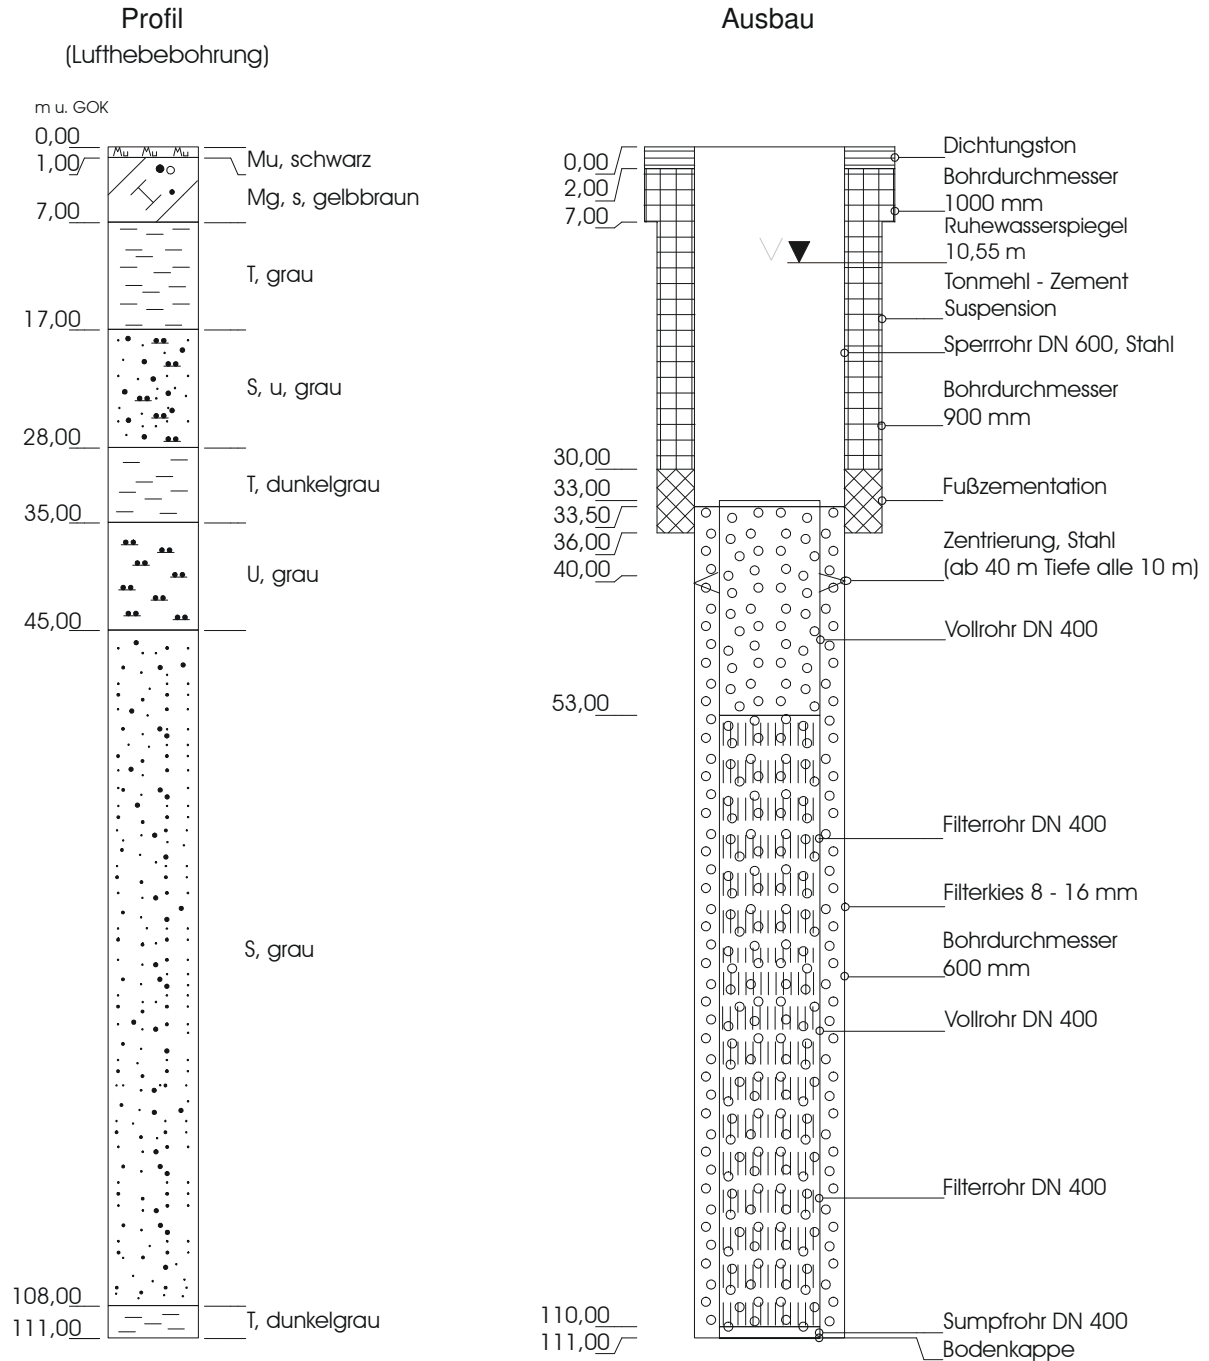 Profil
(Lufthebebohrung)
m u. GOK
0,00
1,00
7,00
17,00
28,00
35,00
45,00
108,00
111,00
Mu
Mu
Mu
Mu, schwarz
Mg, s, gelbbraun
T, grau
S, u, grau
T, dunkelgrau
U, grau
S, grau
T, dunkelgrau
Ausbau
0,00
2,00
7,00
30,00
33,00
33,50
36,00
40,00
53,00
110,00
111,00
Dichtungston
Bohrdurchmesser
1000 mm
Ruhewasserspiegel
10,55 m
Tonmehl - Zement
Suspension
Sperrrohr DN 600, Stahl
Bohrdurchmesser
900 mm
Fußzementation
Zentrierung, Stahl
(ab 40 m Tiefe alle 10 m)
Vollrohr DN 400
Filterrohr DN 400
Filterkies 8 - 16 mm
Bohrdurchmesser
600 mm
Vollrohr DN 400
Filterrohr DN 400
Sumpfrohr DN 400
Bodenkappe